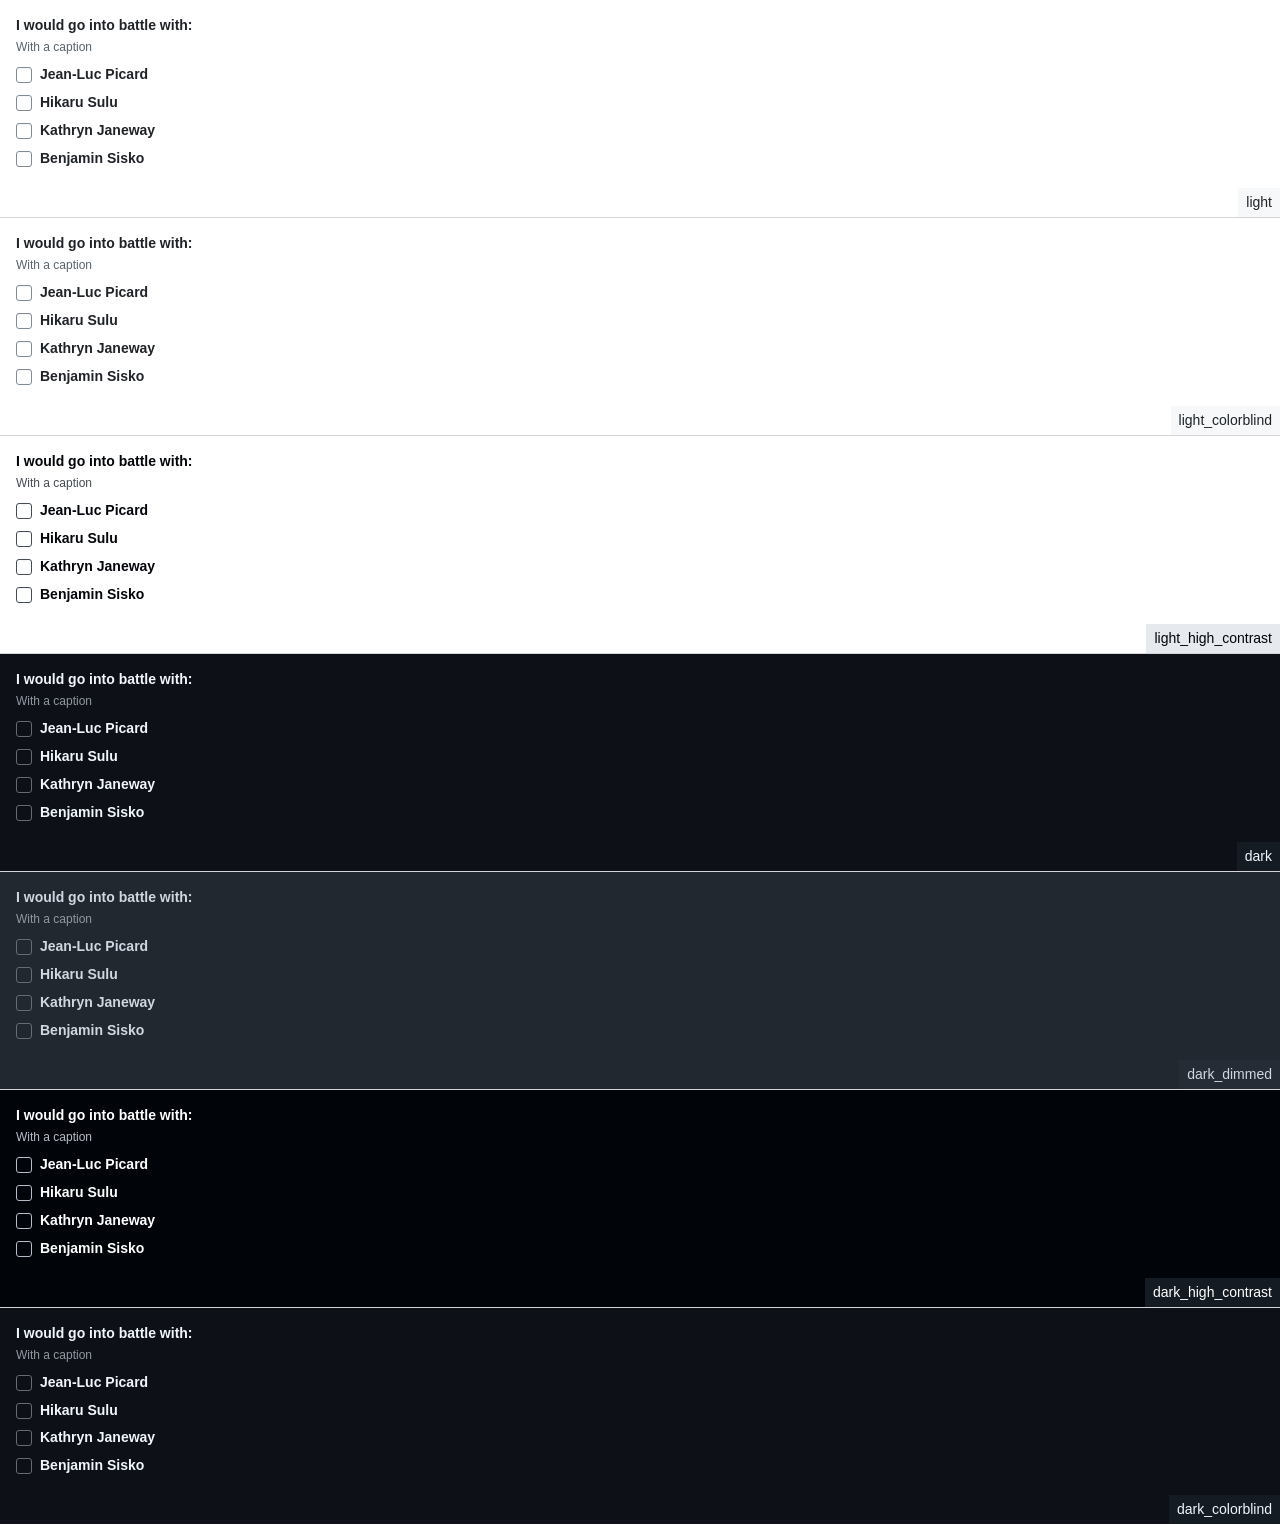 I would go into battle with:
With a caption
Jean-Luc Picard
Hikaru Sulu
Kathryn Janeway
Benjamin Sisko
light
I would go into battle with:
With a caption
Jean-Luc Picard
Hikaru Sulu
Kathryn Janeway
Benjamin Sisko
light_colorblind
I would go into battle with:
With a caption
Jean-Luc Picard
Hikaru Sulu
Kathryn Janeway
Benjamin Sisko
light_high_contrast
I would go into battle with:
With a caption
Jean-Luc Picard
Hikaru Sulu
Kathryn Janeway
Benjamin Sisko
dark
I would go into battle with:
With a caption
Jean-Luc Picard
Hikaru Sulu
Kathryn Janeway
Benjamin Sisko
dark_dimmed
I would go into battle with:
With a caption
Jean-Luc Picard
Hikaru Sulu
Kathryn Janeway
Benjamin Sisko
dark_high_contrast
I would go into battle with:
With a caption
Jean-Luc Picard
Hikaru Sulu
Kathryn Janeway
Benjamin Sisko
dark_colorblind